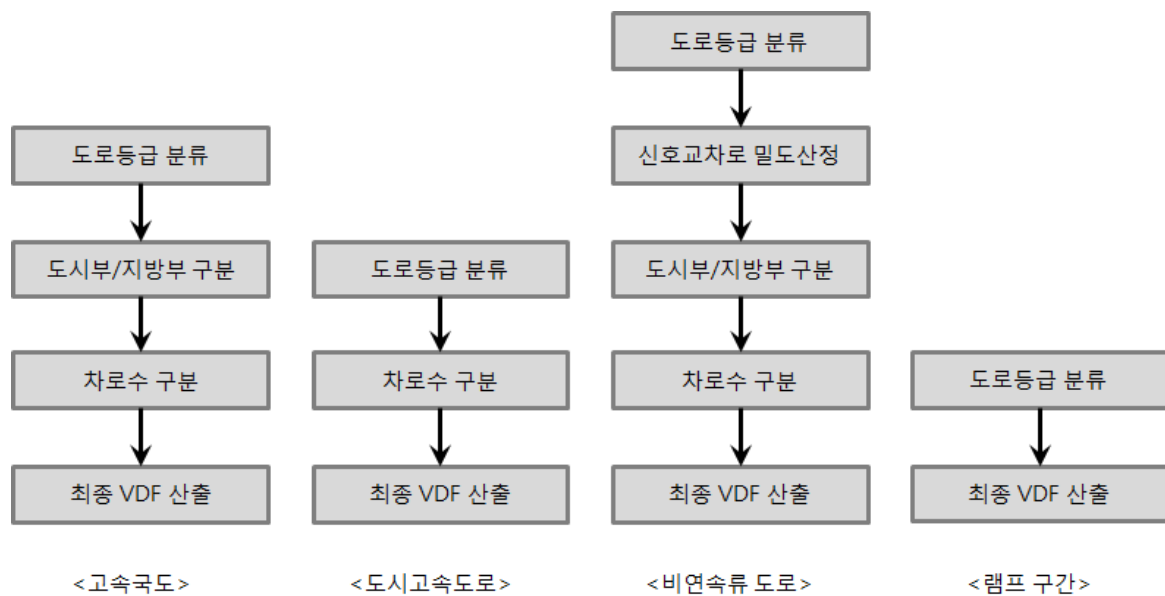 도로등급 분류
도시부/지방부 구분
차로수 구분
최종 VDF 산출
<고속국도>
도로등급 분류
차로수 구분
최종 VDF 산출
<도시고속도로>
도로등급 분류
신호교차로 밀도산정
도시부/지방부 구분
차로수 구분
최종 VDF 산출
<비연속류 도로>
도로등급 분류
최종 VDF 산출
<램프 구간>